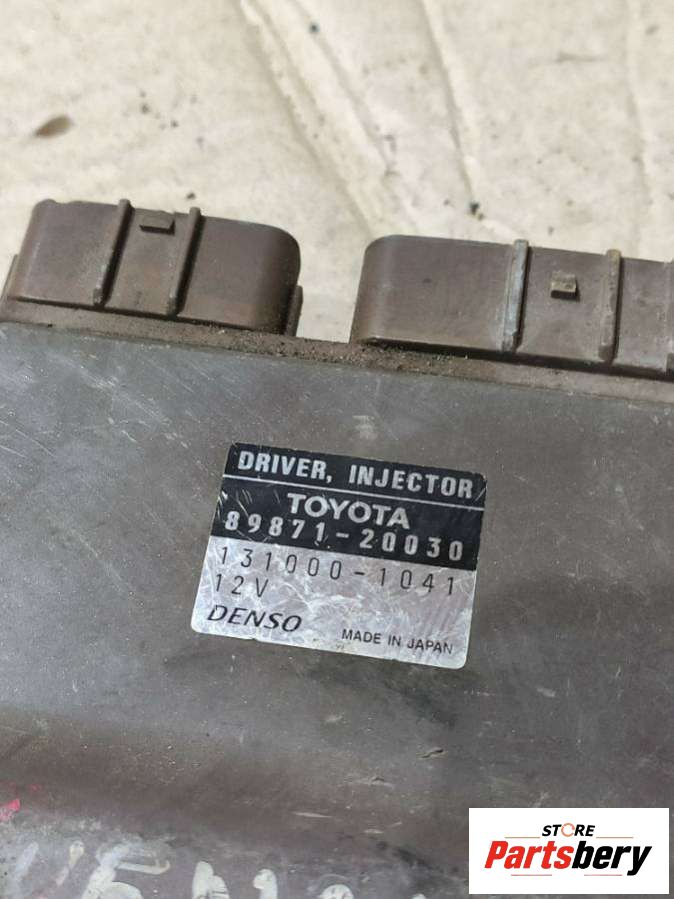 DRIVER, INJECTOR
TOYOTA
89871-20030
131000-1041
12V
DENSO MADE IN JAPAN
STORE
Partsbery